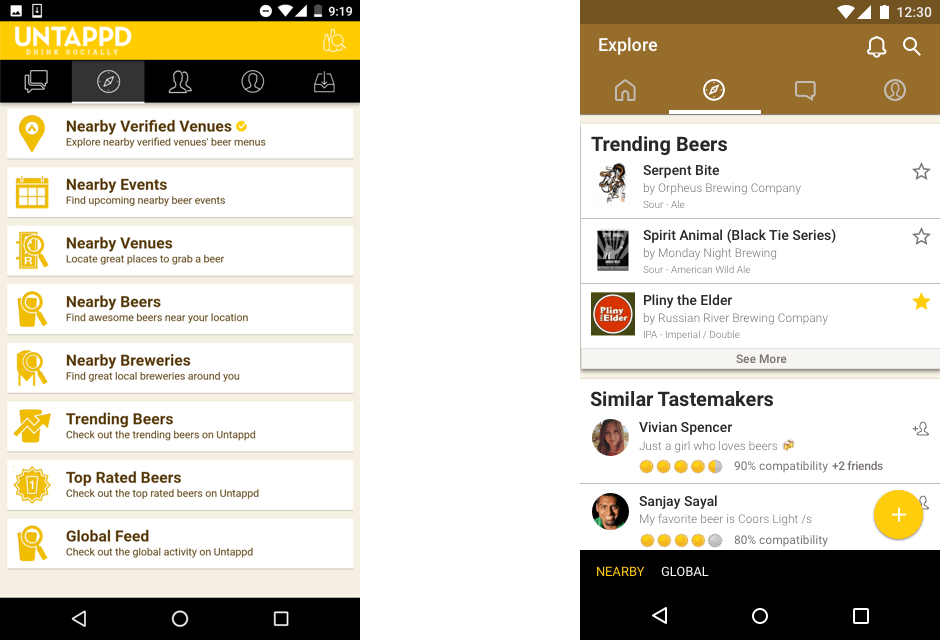 9:19
UNTAPPD
DRINK SOCIALLY
Nearby Verified Venues
Explore nearby verified venues' beer menus
Nearby Events
Find upcoming nearby beer events
Nearby Venues
Locate great places to grab a beer
Nearby Beers
Find awesome beers near your location
Nearby Breweries
Find great local breweries around you
Trending Beers
Check out the trending beers on Untappd
Top Rated Beers
Check out the top rated beers on Untappd
Global Feed
Check out the global activity on Untappd
12:30
Explore
Trending Beers
Serpent Bite
by Orpheus Brewing Company
Sour - Ale
Spirit Animal (Black Tie Series)
by Monday Night Brewing
Sour - American Wild Ale
Pliny the Elder
Pliny the Elder
by Russian River Brewing Company
IPA - Imperial / Double
See More
Similar Tastemakers
Vivian Spencer
Just a girl who loves beers 🍻
90% compatibility +2 friends
Sanjay Sayal
My favorite beer is Coors Light /s
80% compatibility
+
NEARBY GLOBAL